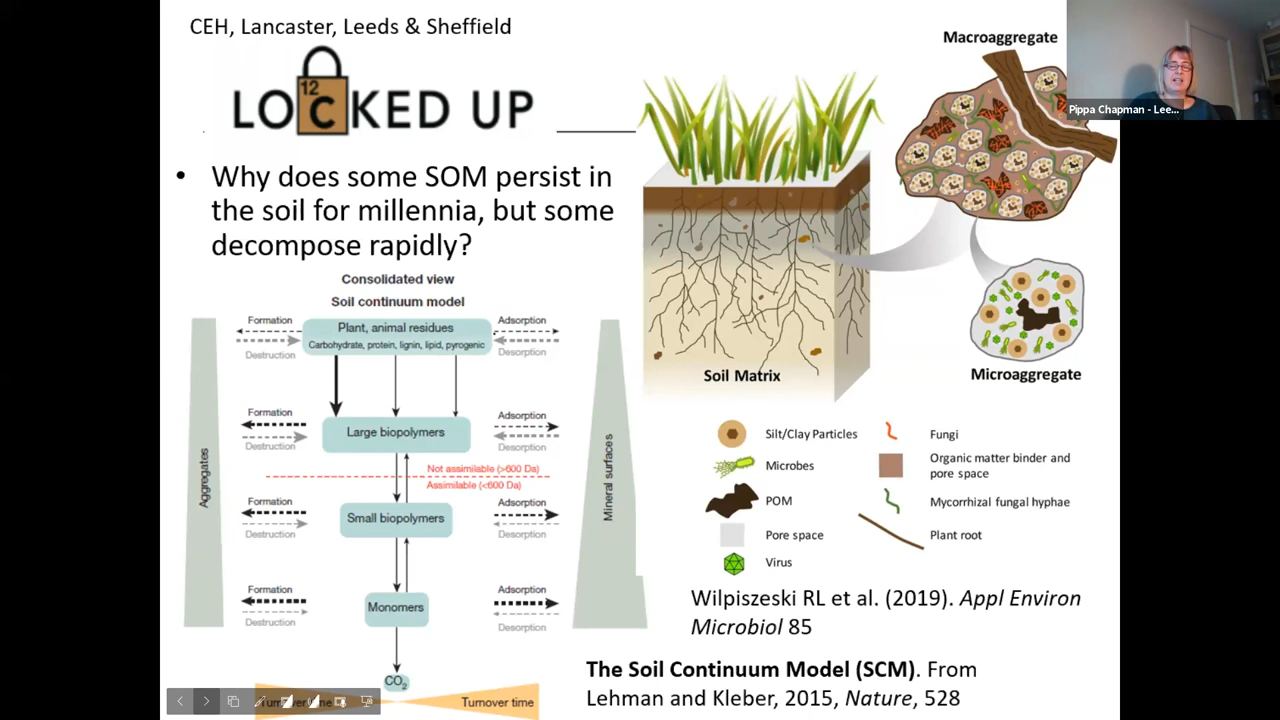 CEH, Lancaster, Leeds & Sheffield
12
LOCKED UP
• Why does some SOM persist in
the soil for millennia, but some
decompose rapidly?
Consolidated view
Soil continuum model
Formation
Destruction
Plant, animal residues
Carbohydrate, protein, lignin, lipid, pyrogenic
Adsorption
Desorption
Formation
Destruction
Large biopolymers
Adsorption
Desorption
Not assimilable (>600 Da)
Assimilable (<600 Da)
Aggregates
Mineral surfaces
Formation
Destruction
Small biopolymers
Adsorption
Desorption
Formation
Destruction
Monomers
Adsorption
Desorption
CO2
Turnover time
Macroaggregate
Pippa Chapman - Lee...
Soil Matrix
Microaggregate
Silt/Clay Particles
Microbes
POM
Pore space
Virus
Fungi
Organic matter binder and
pore space
Mycorrhizal fungal hyphae
Plant root
Wilpiszeski RL et al. (2019). Appl Environ
Microbiol 85
The Soil Continuum Model (SCM). From
Lehman and Kleber, 2015, Nature, 528